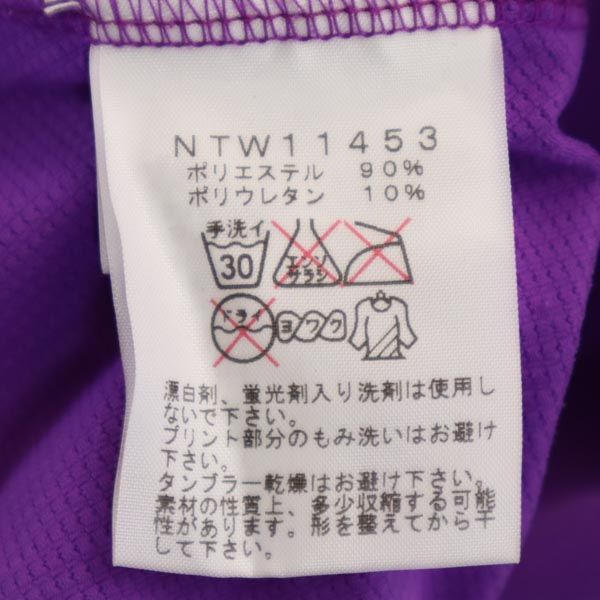 NTW11453
ポリエステル 90%
ポリウレタン 10%
手洗イ
30
エンソサラシ
ドライ
ヨワク
漂白剤、蛍光剤入り洗剤は使用し
ないで下さい。
プリント部分のもみ洗いはお避け
下さい。
タンブラー乾燥はお避け下さい。
素材の性質上、多少収縮する可能
性があります。形を整えてから干
して下さい。